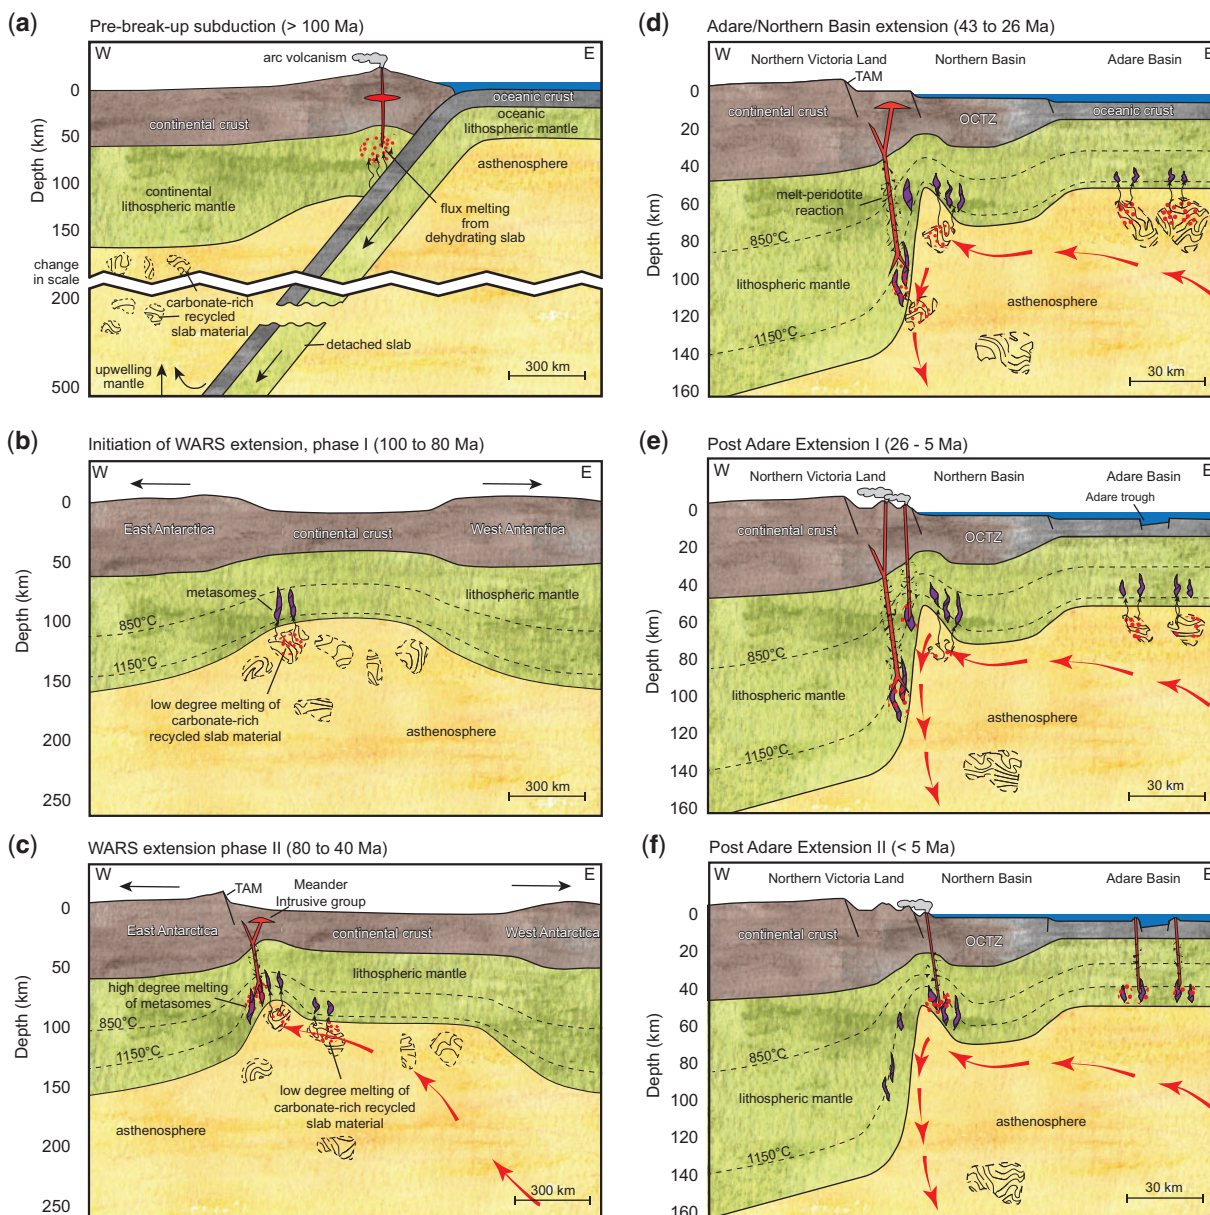 (a)
Pre-break-up subduction (> 100 Ma)
W
E
arc volcanism
0
50
100
150
change
in scale
200
500
Depth (km)
continental crust
oceanic crust
oceanic
lithospheric mantle
asthenosphere
continental
lithospheric mantle
flux melting
from
dehydrating slab
carbonate-rich
recycled
slab material
detached slab
upwelling
mantle
300 km
(b)
Initiation of WARS extension, phase I (100 to 80 Ma)
W
E
0
50
100
150
200
250
Depth (km)
East Antarctica
continental crust
West Antarctica
metasomes
lithospheric mantle
850°C
1150°C
low degree melting of
carbonate-rich
recycled slab material
asthenosphere
300 km
(c)
WARS extension phase II (80 to 40 Ma)
W
E
TAM
Meander
Intrusive group
0
50
100
150
200
250
Depth (km)
East Antarctica
continental crust
West Antarctica
lithospheric mantle
high degree melting
of metasomes
850°C
1150°C
low degree melting of
carbonate-rich recycled
slab material
asthenosphere
300 km
(d)
Adare/Northern Basin extension (43 to 26 Ma)
W
E
Northern Victoria Land
Northern Basin
Adare Basin
TAM
0
20
40
60
80
100
120
140
160
Depth (km)
continental crust
OCTZ
oceanic crust
melt-peridotite
reaction
850°C
lithospheric mantle
1150°C
asthenosphere
30 km
(e)
Post Adare Extension I (26 - 5 Ma)
W
E
Northern Victoria Land
Northern Basin
Adare Basin
Adare trough
0
20
40
60
80
100
120
140
160
Depth (km)
continental crust
OCTZ
850°C
lithospheric mantle
1150°C
asthenosphere
30 km
(f)
Post Adare Extension II (< 5 Ma)
W
E
Northern Victoria Land
Northern Basin
Adare Basin
0
20
40
60
80
100
120
140
160
Depth (km)
continental crust
OCTZ
850°C
lithospheric mantle
1150°C
asthenosphere
30 km